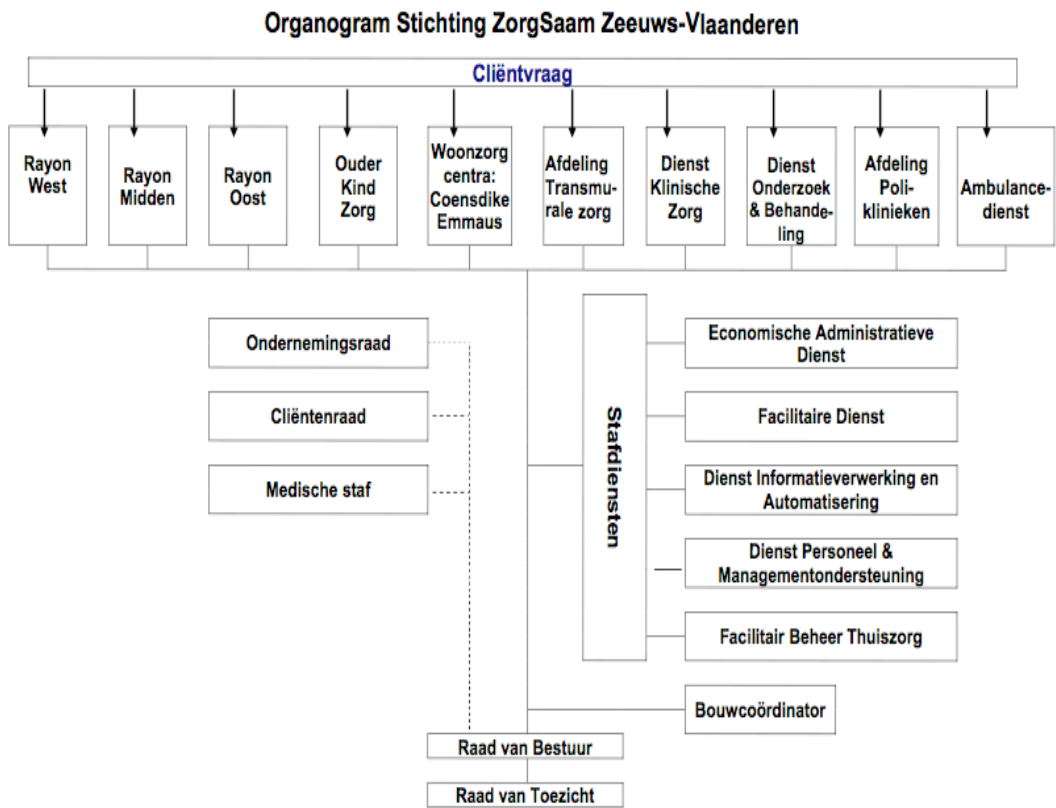 Organogram Stichting ZorgSaam Zeeuws-Vlaanderen
Cliëntvraag
Rayon
West
Rayon
Midden
Rayon
Oost
Ouder
Kind
Zorg
Woonzorg
centra:
Coensdike
Emmaus
Afdeling
Transmu-
rale zorg
Dienst
Klinische
Zorg
Dienst
Onderzoek
& Behande-
ling
Afdeling
Poli-
klinieken
Ambulance-
dienst
Ondernemingsraad
Cliëntenraad
Medische staf
Stafdiensten
Economische Administratieve
Dienst
Facilitaire Dienst
Dienst Informatieverwerking en
Automatisering
Dienst Personeel &
Managementondersteuning
Facilitair Beheer Thuiszorg
Bouwcoördinator
Raad van Bestuur
Raad van Toezicht